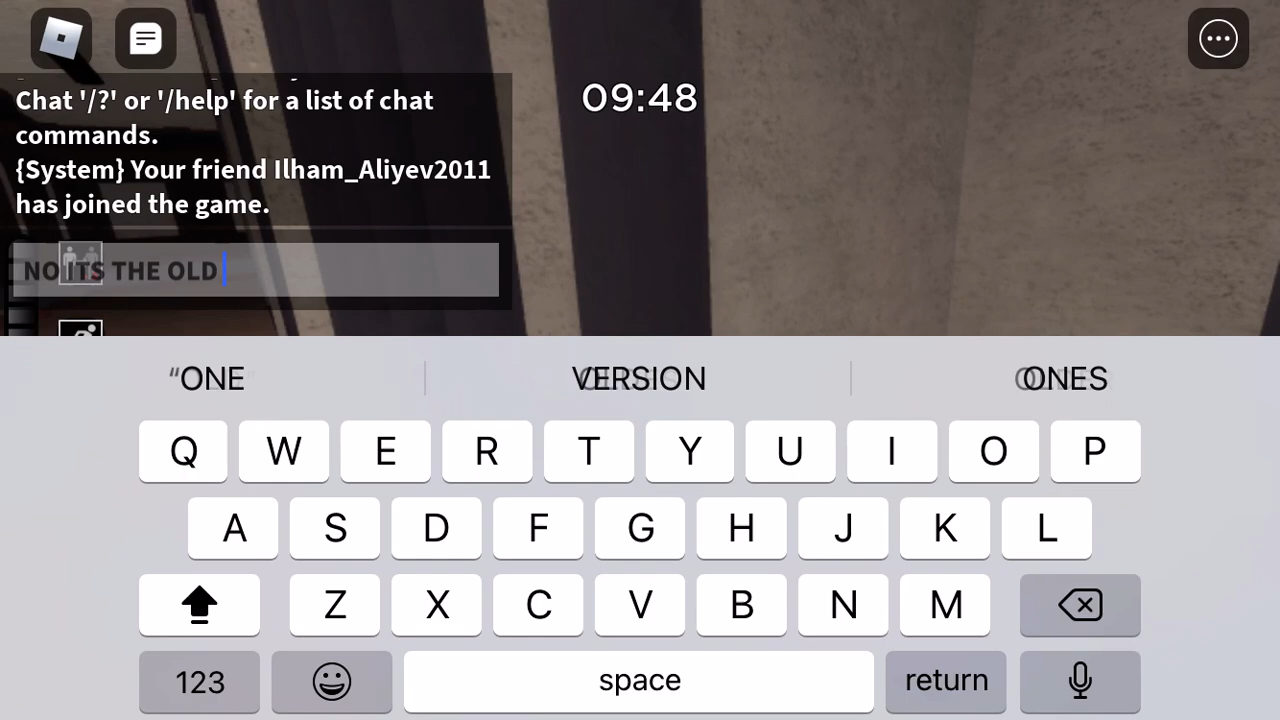 09:48
Chat '/?' or '/help' for a list of chat
commands.
{System} Your friend Ilham_Aliyev2011
has joined the game.
NO ITS THE OLD
“ONE VERSION ONES
Q W E R T Y U I O P
A S D F G H J K L
Z X C V B N M
123 space return